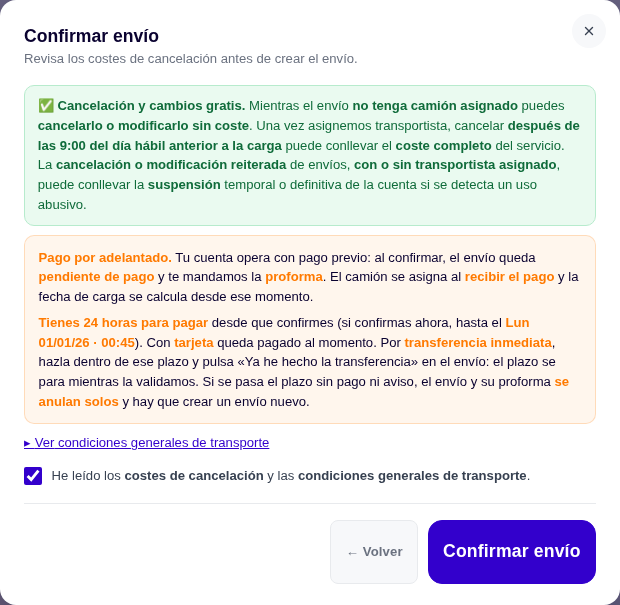 Confirmar envío
×
Revisa los costes de cancelación antes de crear el envío.
✅ Cancelación y cambios gratis. Mientras el envío no tenga camión asignado puedes
cancelarlo o modificarlo sin coste. Una vez asignemos transportista, cancelar después de
las 9:00 del día hábil anterior a la carga puede conllevar el coste completo del servicio.
La cancelación o modificación reiterada de envíos, con o sin transportista asignado,
puede conllevar la suspensión temporal o definitiva de la cuenta si se detecta un uso
abusivo.
Pago por adelantado. Tu cuenta opera con pago previo: al confirmar, el envío queda
pendiente de pago y te mandamos la proforma. El camión se asigna al recibir el pago y la
fecha de carga se calcula desde ese momento.
Tienes 24 horas para pagar desde que confirmes (si confirmas ahora, hasta el Lun
01/01/26 · 00:45). Con tarjeta queda pagado al momento. Por transferencia inmediata,
hazla dentro de ese plazo y pulsa «Ya he hecho la transferencia» en el envío: el plazo se
para mientras la validamos. Si se pasa el plazo sin pago ni aviso, el envío y su proforma se
anulan solos y hay que crear un envío nuevo.
▸ Ver condiciones generales de transporte
He leído los costes de cancelación y las condiciones generales de transporte.
← Volver
Confirmar envío